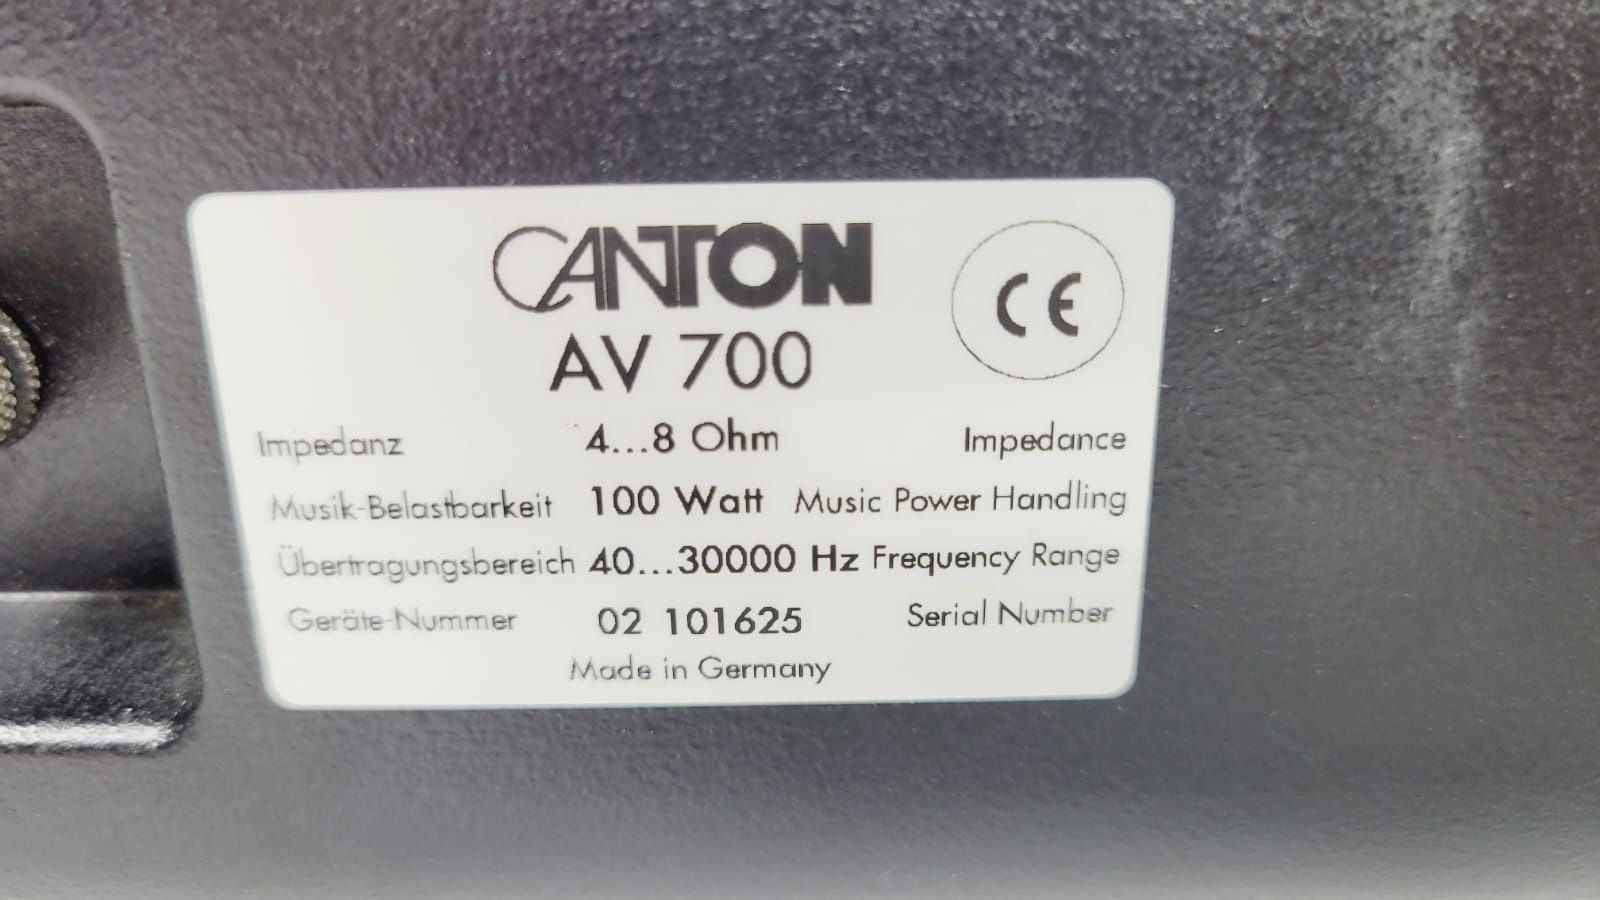 CANTON
CE
AV 700
Impedanz 4...8 Ohm Impedance
Musik-Belastbarkeit 100 Watt Music Power Handling
Übertragungsbereich 40...30000 Hz Frequency Range
Geräte-Nummer 02 101625 Serial Number
Made in Germany